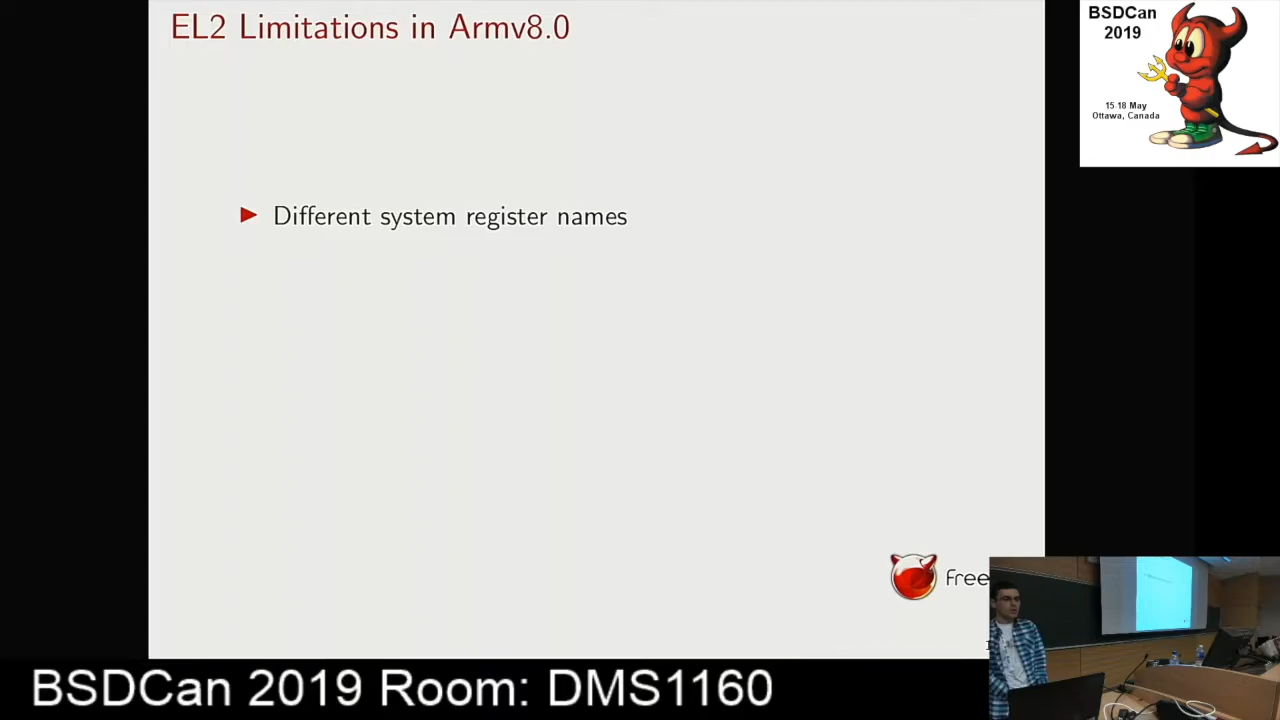 EL2 Limitations in Armv8.0
BSDCan
2019
15-18 May
Ottawa, Canada
Different system register names
Free
BSDCan 2019 Room: DMS1160